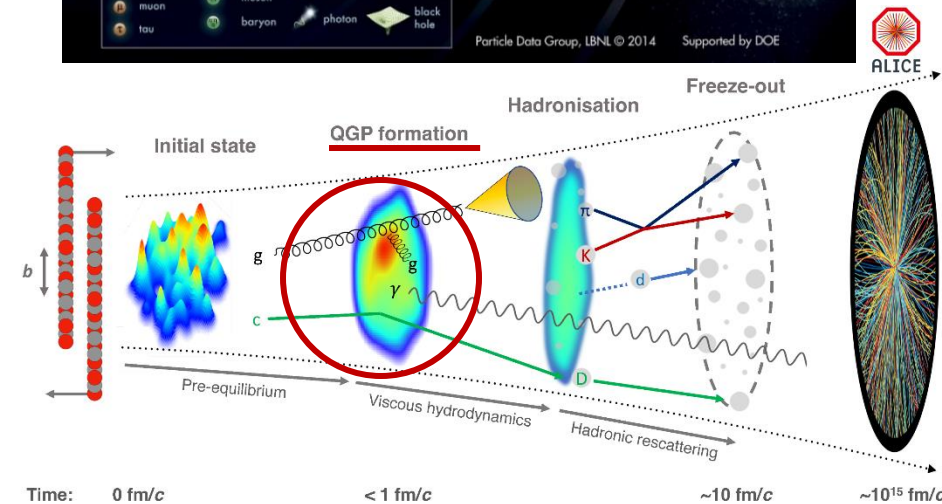 muon
tau
baryon
photon
black
hole
Particle Data Group, LBNL © 2014 Supported by DOE
ALICE
Freeze-out
Hadronisation
QGP formation
Initial state
b
g
g
γ
c
π
K
d
D
Pre-equilibrium
Viscous hydrodynamics
Hadronic rescattering
Time: 0 fm/c < 1 fm/c ~10 fm/c ~10¹⁵ fm/c